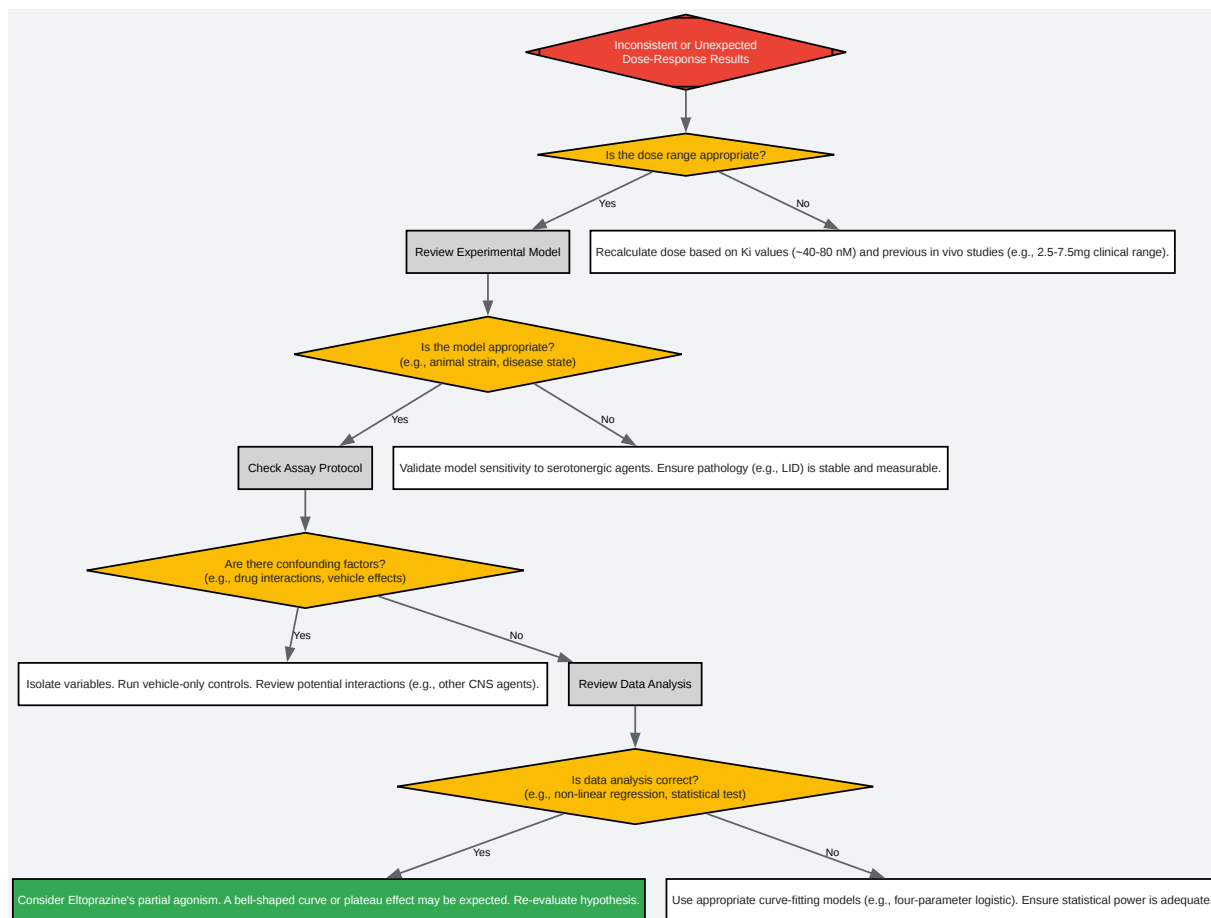 Inconsistent or Unexpected
Dose-Response Results
Is the dose range appropriate?
Yes
No
Review Experimental Model
Recalculate dose based on Ki values (~40-80 nM) and previous in vivo studies (e.g., 2.5-7.5mg clinical range).
Is the model appropriate?
(e.g., animal strain, disease state)
Yes
No
Check Assay Protocol
Validate model sensitivity to serotonergic agents. Ensure pathology (e.g., LID) is stable and measurable.
Are there confounding factors?
(e.g., drug interactions, vehicle effects)
Yes
No
Isolate variables. Run vehicle-only controls. Review potential interactions (e.g., other CNS agents).
Review Data Analysis
Is data analysis correct?
(e.g., non-linear regression, statistical test)
Yes
No
Consider Eltoprazine's partial agonism. A bell-shaped curve or plateau effect may be expected. Re-evaluate hypothesis.
Use appropriate curve-fitting models (e.g., four-parameter logistic). Ensure statistical power is adequate.